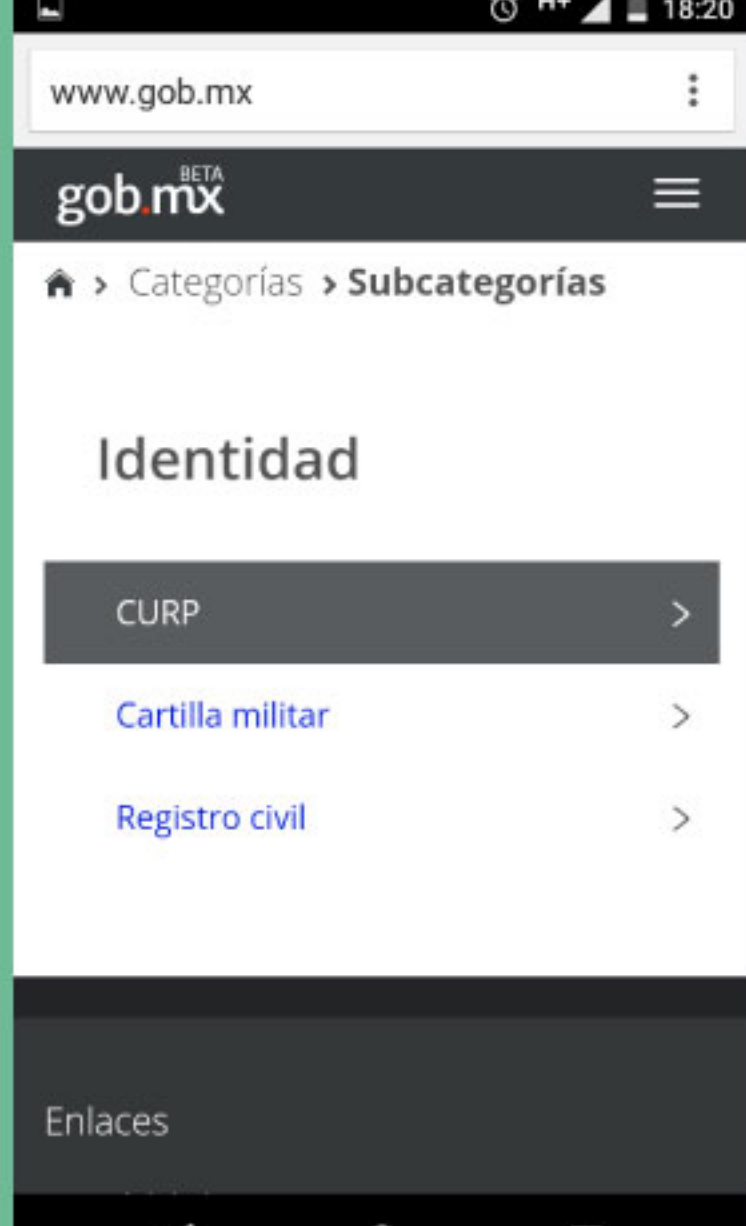 H+ 18:20
www.gob.mx
gob.mx BETA
> Categorías > Subcategorías
Identidad
CURP >
Cartilla militar >
Registro civil >
Enlaces